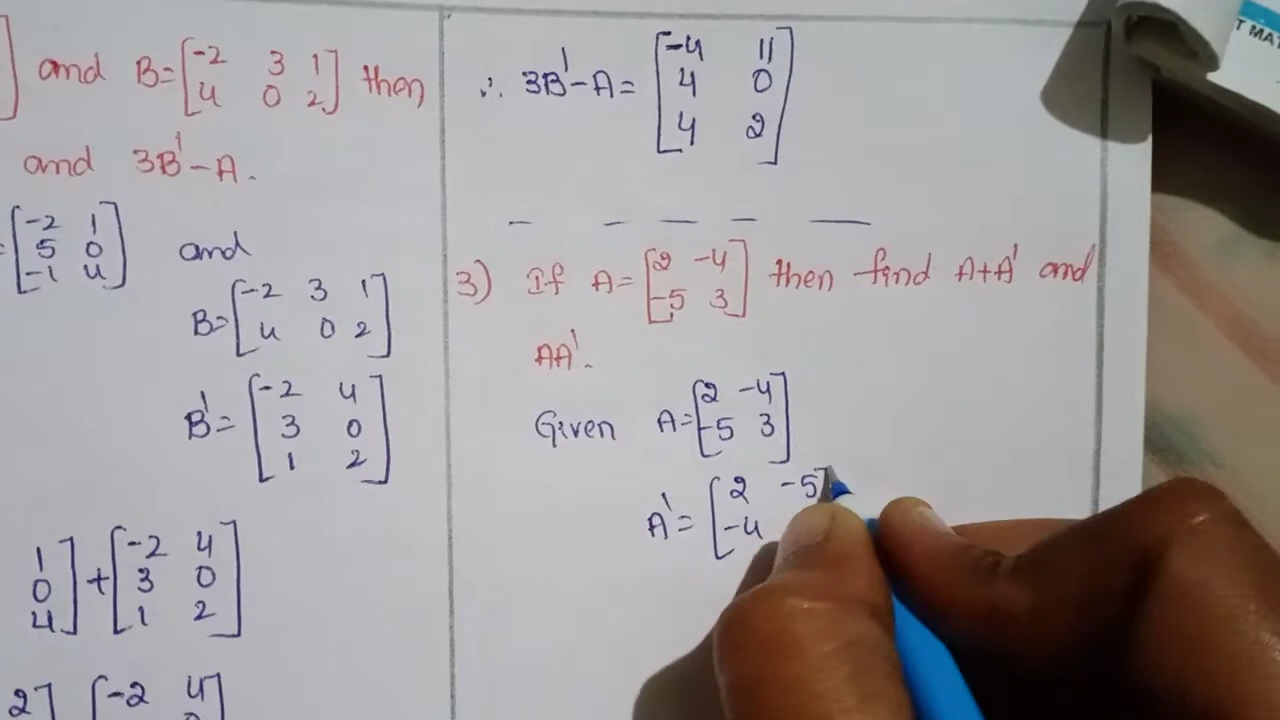 ] and B=[-2 3 1
4 0 2] then
and 3B'-A.
=[-2 1
5 0
-1 4] and
B=[-2 3 1
4 0 2]
B'=[-2 4
3 0
1 2]
1
0
4]+[-2 4
3 0
1 2]
2] [-2 4]
∴ 3B'-A=[-4 11
4 0
4 2]
3) If A=[2 -4
-5 3] then find A+A' and
AA'.
Given A=[2 -4
-5 3]
A'=[2 -5
-4
T MAT